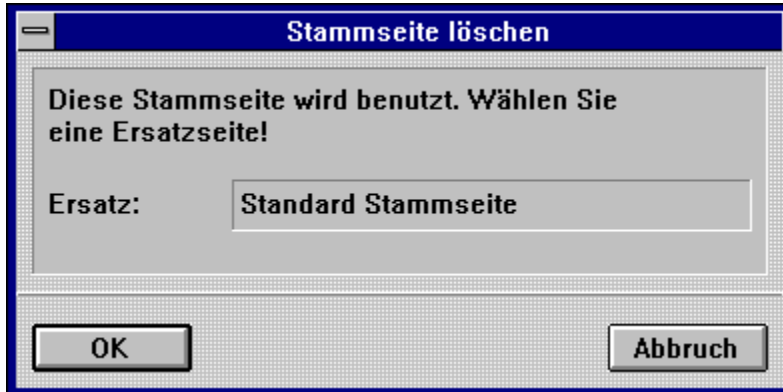 Stammseite löschen
Diese Stammseite wird benutzt. Wählen Sie
eine Ersatzseite!
Ersatz: Standard Stammseite
OK Abbruch